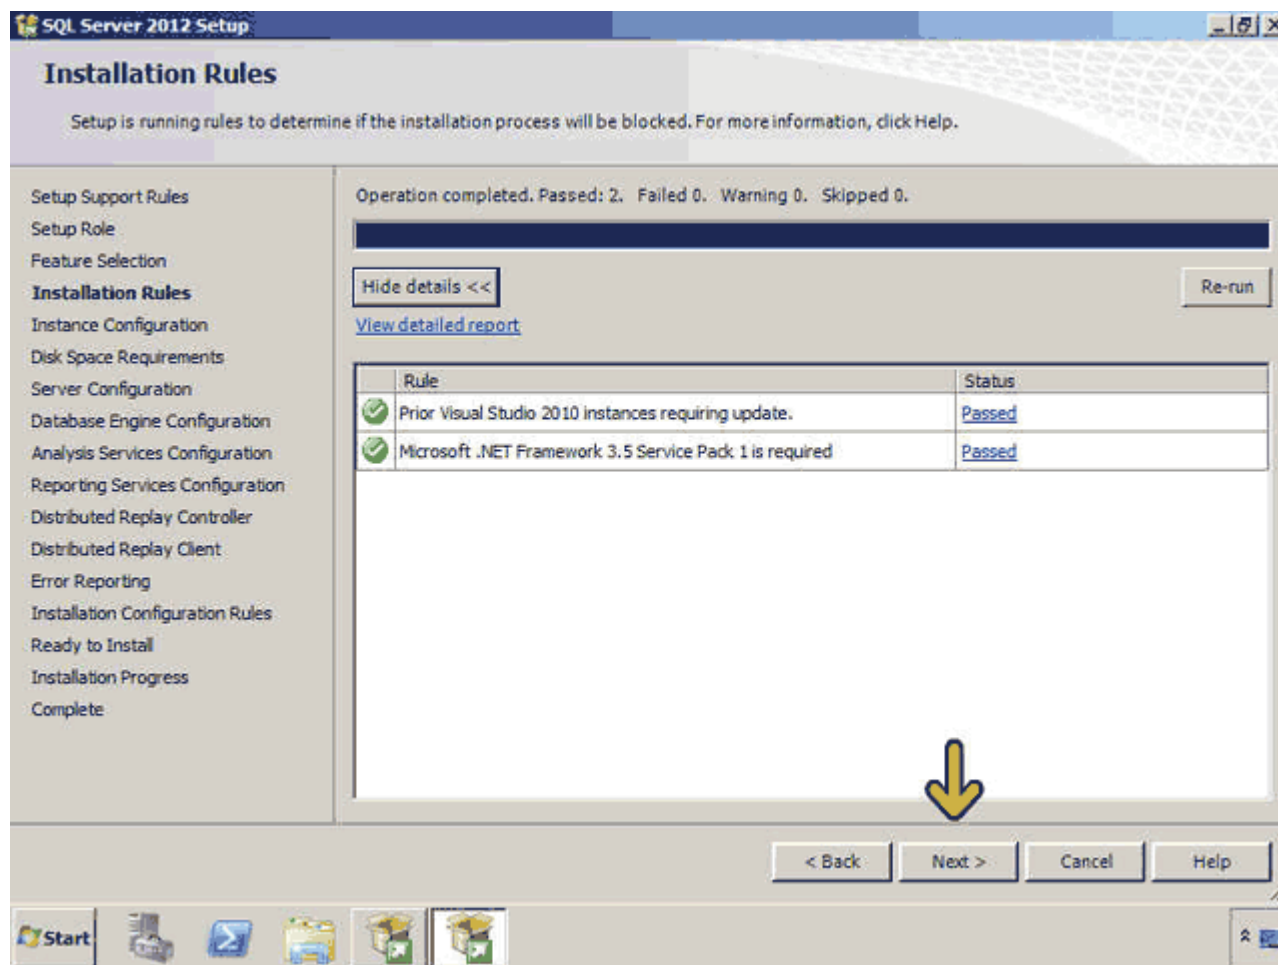 SQL Server 2012 Setup
Installation Rules
Setup is running rules to determine if the installation process will be blocked. For more information, click Help.
Setup Support Rules
Setup Role
Feature Selection
Installation Rules
Instance Configuration
Disk Space Requirements
Server Configuration
Database Engine Configuration
Analysis Services Configuration
Reporting Services Configuration
Distributed Replay Controller
Distributed Replay Client
Error Reporting
Installation Configuration Rules
Ready to Install
Installation Progress
Complete
Operation completed. Passed: 2. Failed 0. Warning 0. Skipped 0.
Hide details << Re-run
View detailed report
Rule Status
Prior Visual Studio 2010 instances requiring update. Passed
Microsoft .NET Framework 3.5 Service Pack 1 is required Passed
< Back Next > Cancel Help
Start